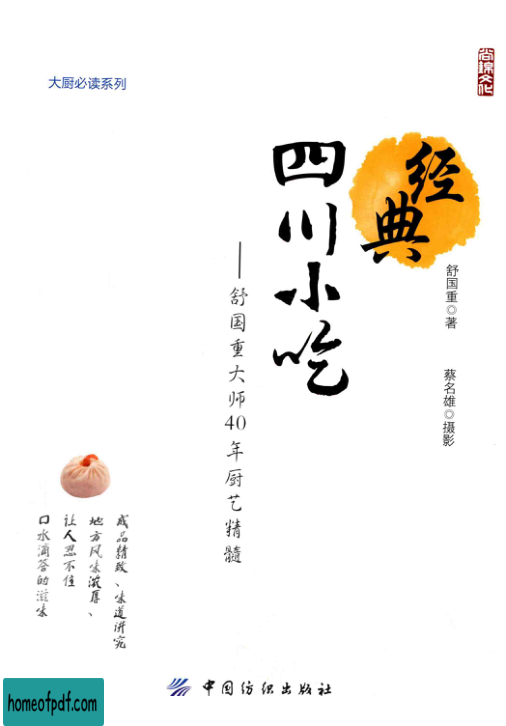 大厨必读系列
尚锦文化
经典
四川小吃
——舒国重大师40年厨艺精髓
舒国重◎著
蔡名雄◎摄影
成品精致、味道讲究
地方风味浓厚、
让人忍不住
口水滴答的滋味
中国纺织出版社
homeofpdf.com